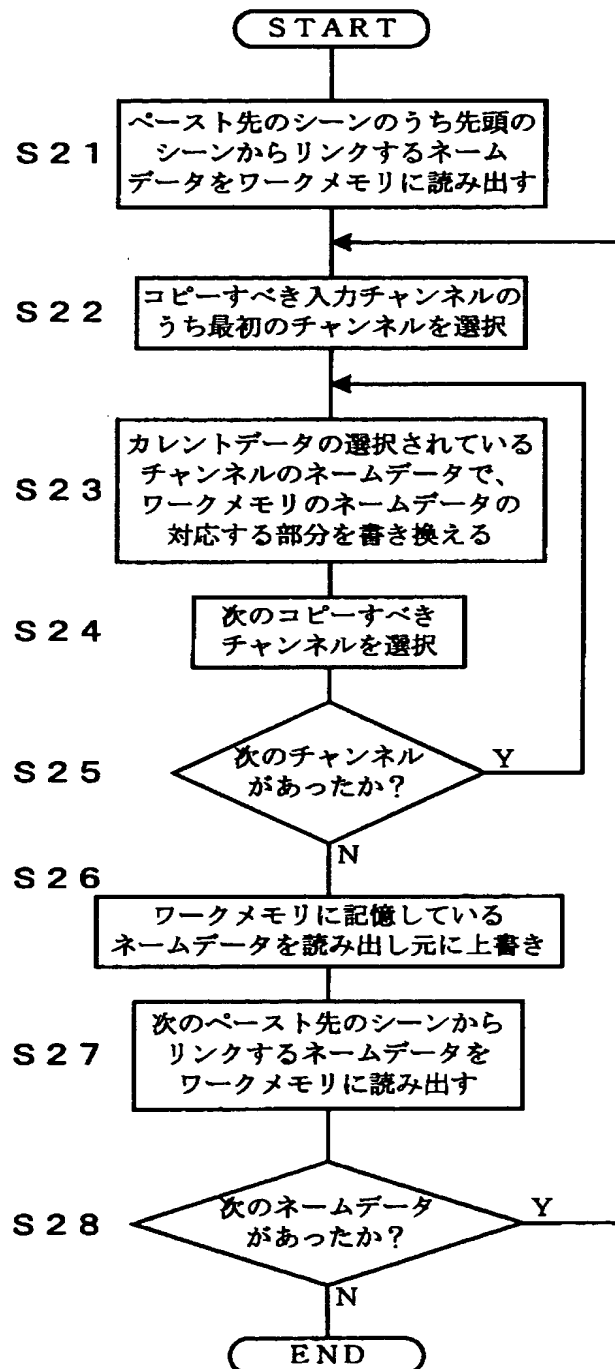 START
S21
ペースト先のシーンのうち先頭の
シーンからリンクするネーム
データをワークメモリに読み出す
S22
コピーすべき入力チャンネルの
うち最初のチャンネルを選択
S23
カレントデータの選択されている
チャンネルのネームデータで、
ワークメモリのネームデータの
対応する部分を書き換える
S24
次のコピーすべき
チャンネルを選択
S25
次のチャンネル
があったか?
Y
N
S26
ワークメモリに記憶している
ネームデータを読み出し元に上書き
S27
次のペースト先のシーンから
リンクするネームデータを
ワークメモリに読み出す
S28
次のネームデータ
があったか?
Y
N
END